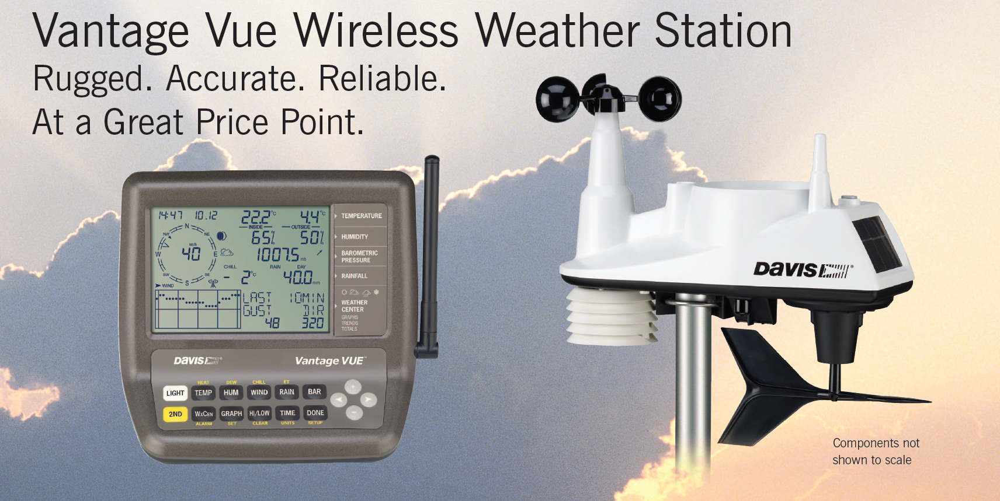 Vantage Vue Wireless Weather Station
Rugged. Accurate. Reliable.
At a Great Price Point.
14:47 10.12 22.2°C 4.4°C
INSIDE OUTSIDE
65% 50%
N
NW NE
km/h
40
W E
1007.5 mb
CHILL RAIN DAY
-2°C 40.0 mm
SW SE
S
WIND
LAST 10MIN
GUST DIR
48 320
TEMPERATURE
HUMIDITY
BAROMETRIC
PRESSURE
RAINFALL
WEATHER
CENTER
GRAPHS
TRENDS
TOTALS
DAVIS®
Vantage VUE™
HEAT DEW CHILL ET
LIGHT TEMP HUM WIND RAIN BAR
+
2ND WxCEN GRAPH HI/LOW TIME DONE
-
ALARM SET CLEAR UNITS SETUP
DAVIS®
Components not
shown to scale